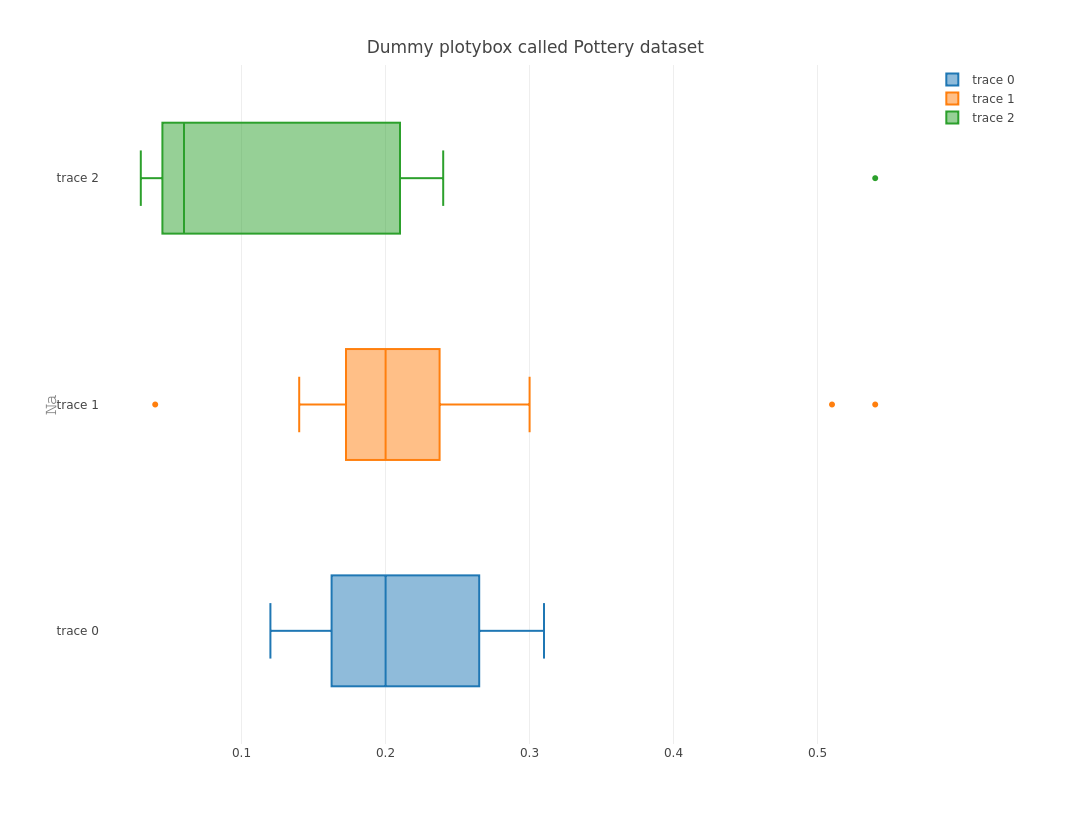 Dummy plotybox called Pottery dataset
trace 0
trace 1
trace 2
trace 2
Na
trace 1
trace 0
0.1 0.2 0.3 0.4 0.5